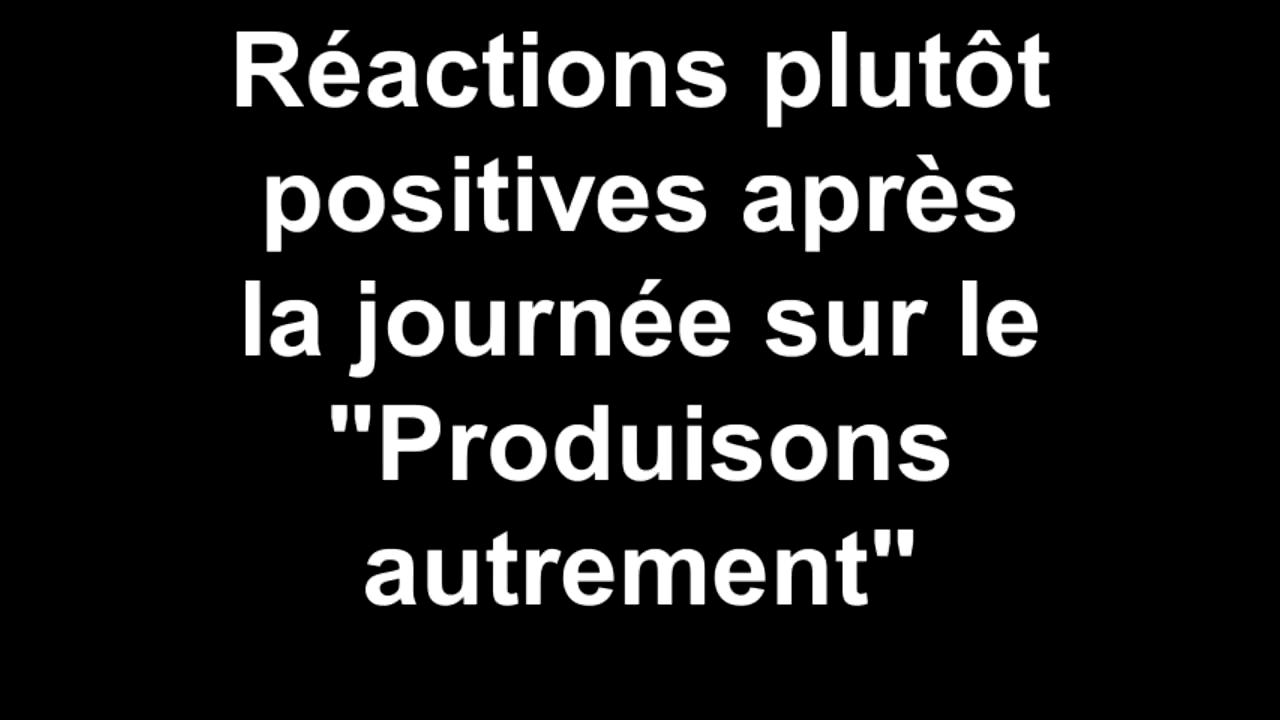 Réactions plutôt
positives après
la journée sur le
"Produisons
autrement"